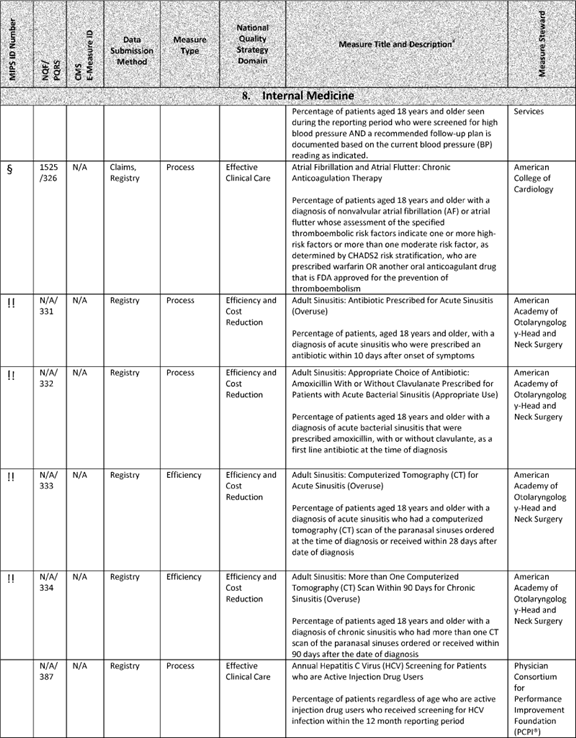 MIPS ID Number
NQF/
PQRS
CMS
E-Measure ID
Data
Submission
Method
Measure
Type
National
Quality
Strategy
Domain
Measure Title and Description¥
Measure Steward
8. Internal Medicine
Percentage of patients aged 18 years and older seen
during the reporting period who were screened for high
blood pressure AND a recommended follow-up plan is
documented based on the current blood pressure (BP)
reading as indicated.
Services
§
1525
/326
N/A
Claims,
Registry
Process
Effective
Clinical Care
Atrial Fibrillation and Atrial Flutter: Chronic
Anticoagulation Therapy
Percentage of patients aged 18 years and older with a
diagnosis of nonvalvular atrial fibrillation (AF) or atrial
flutter whose assessment of the specified
thromboembolic risk factors indicate one or more high-
risk factors or more than one moderate risk factor, as
determined by CHADS2 risk stratification, who are
prescribed warfarin OR another oral anticoagulant drug
that is FDA approved for the prevention of
thromboembolism
American
College of
Cardiology
!!
N/A/
331
N/A
Registry
Process
Efficiency and
Cost
Reduction
Adult Sinusitis: Antibiotic Prescribed for Acute Sinusitis
(Overuse)
Percentage of patients, aged 18 years and older, with a
diagnosis of acute sinusitis who were prescribed an
antibiotic within 10 days after onset of symptoms
American
Academy of
Otolaryngolog
y-Head and
Neck Surgery
!!
N/A/
332
N/A
Registry
Process
Efficiency and
Cost
Reduction
Adult Sinusitis: Appropriate Choice of Antibiotic:
Amoxicillin With or Without Clavulanate Prescribed for
Patients with Acute Bacterial Sinusitis (Appropriate Use)
Percentage of patients aged 18 years and older with a
diagnosis of acute bacterial sinusitis that were
prescribed amoxicillin, with or without clavulante, as a
first line antibiotic at the time of diagnosis
American
Academy of
Otolaryngolog
y-Head and
Neck Surgery
!!
N/A/
333
N/A
Registry
Efficiency
Efficiency and
Cost
Reduction
Adult Sinusitis: Computerized Tomography (CT) for
Acute Sinusitis (Overuse)
Percentage of patients aged 18 years and older with a
diagnosis of acute sinusitis who had a computerized
tomography (CT) scan of the paranasal sinuses ordered
at the time of diagnosis or received within 28 days after
date of diagnosis
American
Academy of
Otolaryngolog
y-Head and
Neck Surgery
!!
N/A/
334
N/A
Registry
Efficiency
Efficiency and
Cost
Reduction
Adult Sinusitis: More than One Computerized
Tomography (CT) Scan Within 90 Days for Chronic
Sinusitis (Overuse)
Percentage of patients aged 18 years and older with a
diagnosis of chronic sinusitis who had more than one CT
scan of the paranasal sinuses ordered or received within
90 days after the date of diagnosis
American
Academy of
Otolaryngolog
y-Head and
Neck Surgery
N/A/
387
N/A
Registry
Process
Effective
Clinical Care
Annual Hepatitis C Virus (HCV) Screening for Patients
who are Active Injection Drug Users
Percentage of patients regardless of age who are active
injection drug users who received screening for HCV
infection within the 12 month reporting period
Physician
Consortium
for
Performance
Improvement
Foundation
(PCPI®)